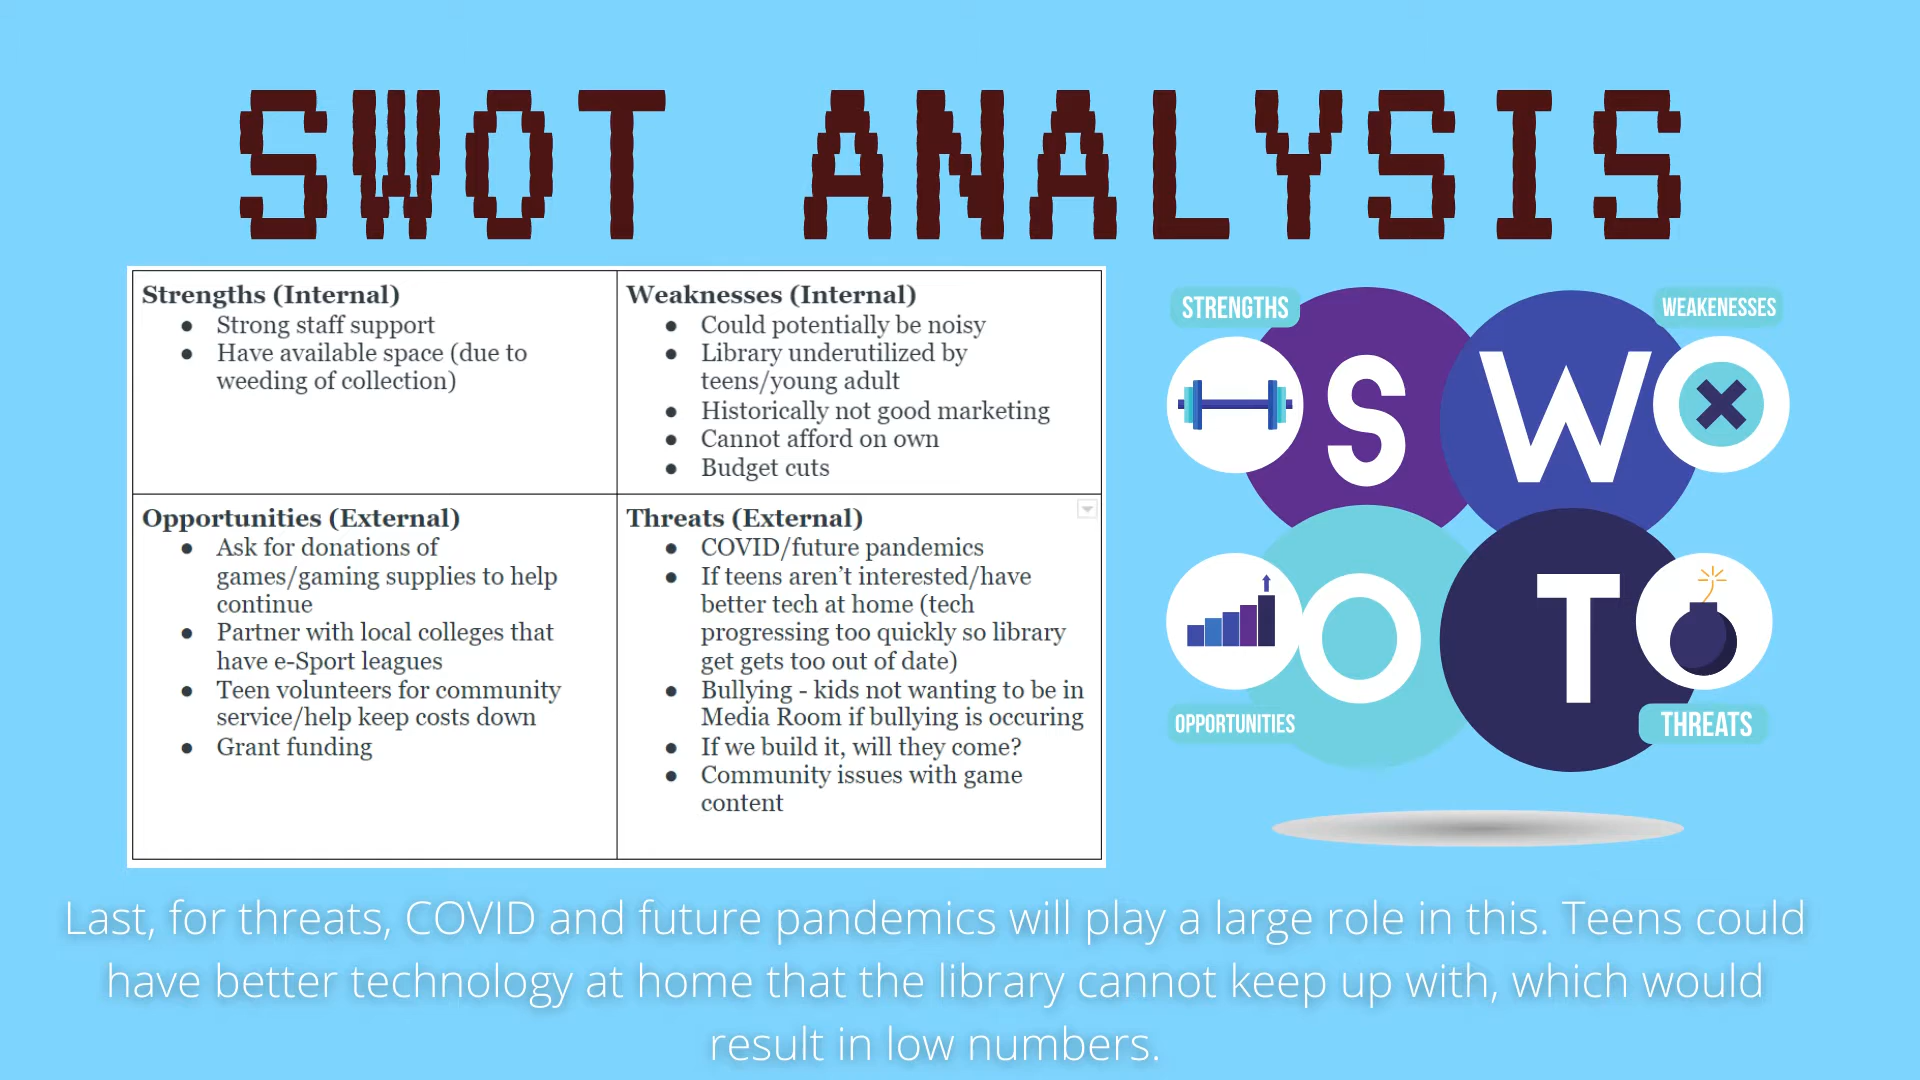 SWOT ANALYSIS
Strengths (Internal)
● Strong staff support
● Have available space (due to
weeding of collection)
Weaknesses (Internal)
● Could potentially be noisy
● Library underutilized by
teens/young adult
● Historically not good marketing
● Cannot afford on own
● Budget cuts
Opportunities (External)
● Ask for donations of
games/gaming supplies to help
continue
● Partner with local colleges that
have e-Sport leagues
● Teen volunteers for community
service/help keep costs down
● Grant funding
Threats (External)
● COVID/future pandemics
● If teens aren’t interested/have
better tech at home (tech
progressing too quickly so library
get gets too out of date)
● Bullying - kids not wanting to be in
Media Room if bullying is occuring
● If we build it, will they come?
● Community issues with game
content
STRENGTHS
WEAKENESSES
S W
O T
OPPORTUNITIES
THREATS
Last, for threats, COVID and future pandemics will play a large role in this. Teens could
have better technology at home that the library cannot keep up with, which would
result in low numbers.